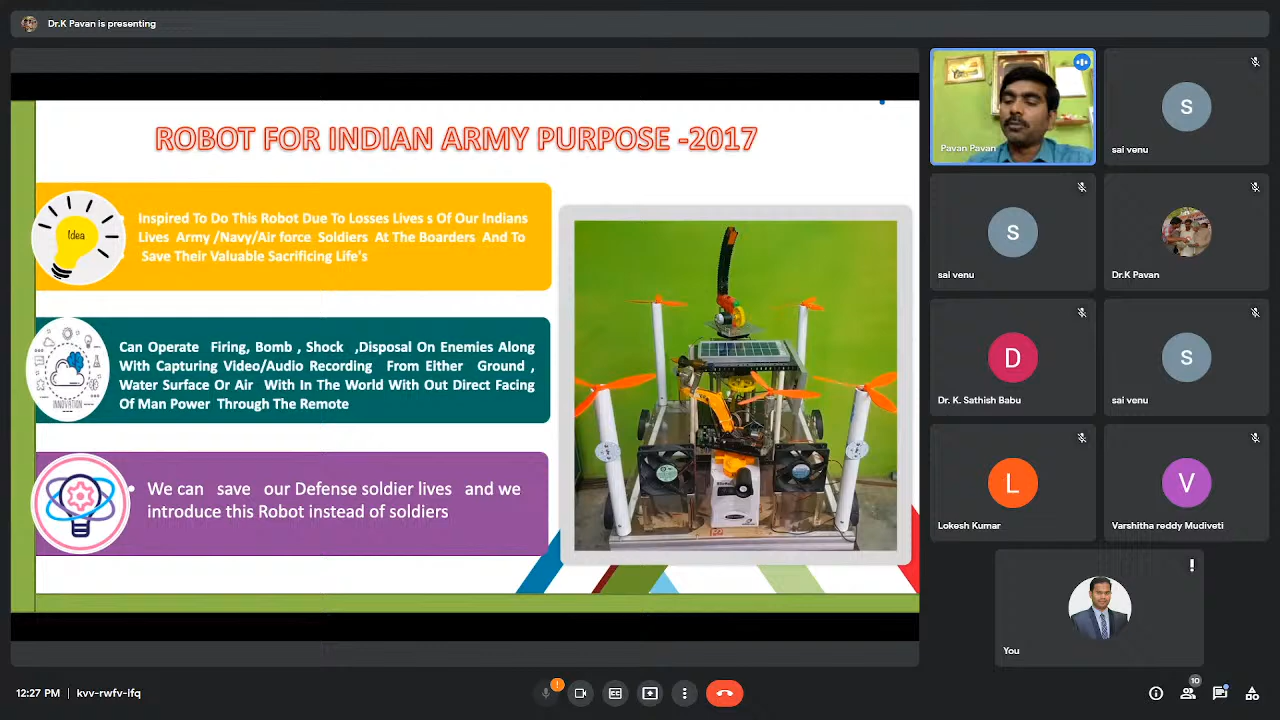 Dr.K Pavan is presenting
ROBOT FOR INDIAN ARMY PURPOSE -2017
Idea
Inspired To Do This Robot Due To Losses Lives s Of Our Indians
Lives Army /Navy/Air force Soldiers At The Boarders And To
Save Their Valuable Sacrificing Life's
INNOVATION
Can Operate Firing, Bomb , Shock ,Disposal On Enemies Along
With Capturing Video/Audio Recording From Either Ground ,
Water Surface Or Air With In The World With Out Direct Facing
Of Man Power Through The Remote
We can save our Defense soldier lives and we
introduce this Robot instead of soldiers
Pavan Pavan
S
sai venu
S
sai venu
Dr.K Pavan
D
Dr. K. Sathish Babu
S
sai venu
L
Lokesh Kumar
V
Varshitha reddy Mudiveti
You
12:27 PM | kvv-rwfv-ifq
10